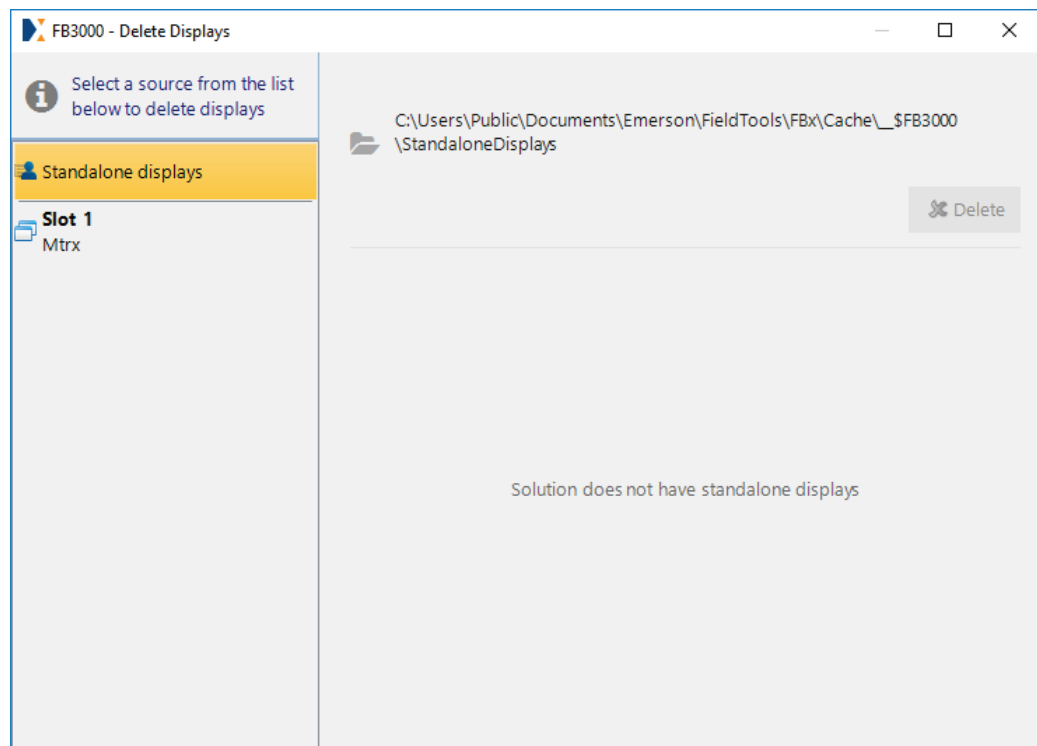 FB3000 - Delete Displays
Select a source from the list
below to delete displays
Standalone displays
Slot 1
Mtrx
C:\Users\Public\Documents\Emerson\FieldTools\FBx\Cache\__$FB3000
\StandaloneDisplays
Delete
Solution does not have standalone displays